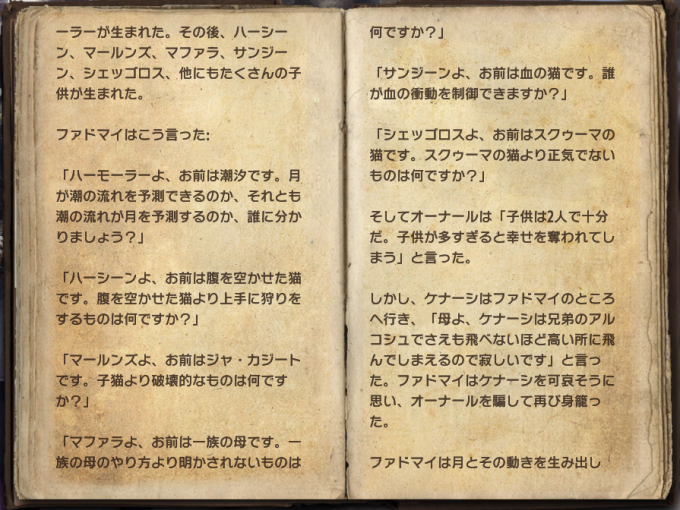 ーラーが生まれた。その後、ハーシー
ン、マールンズ、マファラ、サンジー
ン、シェッゴロス、他にもたくさんの子
供が生まれた。
ファドマイはこう言った:
「ハーモーラーよ、お前は潮汐です。月
が潮の流れを予測できるのか、それとも
潮の流れが月を予測するのか、誰に分か
りましょう？」
「ハーシーンよ、お前は腹を空かせた猫
です。腹を空かせた猫より上手に狩りを
するものは何ですか？」
「マールンズよ、お前はジャ・カジート
です。子猫より破壊的なものは何です
か？」
「マファラよ、お前は一族の母です。一
族の母のやり方より明かされないものは
何ですか？」
「サンジーンよ、お前は血の猫です。誰
が血の衝動を制御できますか？」
「シェッゴロスよ、お前はスクゥーマの
猫です。スクゥーマの猫より正気でない
ものは何ですか？」
そしてオーナールは「子供は2人で十分
だ。子供が多すぎると幸せを奪われてし
まう」と言った。
しかし、ケナーシはファドマイのところ
へ行き、「母よ、ケナーシは兄弟のアル
コシュでさえも飛べないほど高い所に飛
んでしまえるので寂しいです」と言っ
た。ファドマイはケナーシを可哀そうに
思い、オーナールを騙して再び身籠っ
た。
ファドマイは月とその動きを生み出し